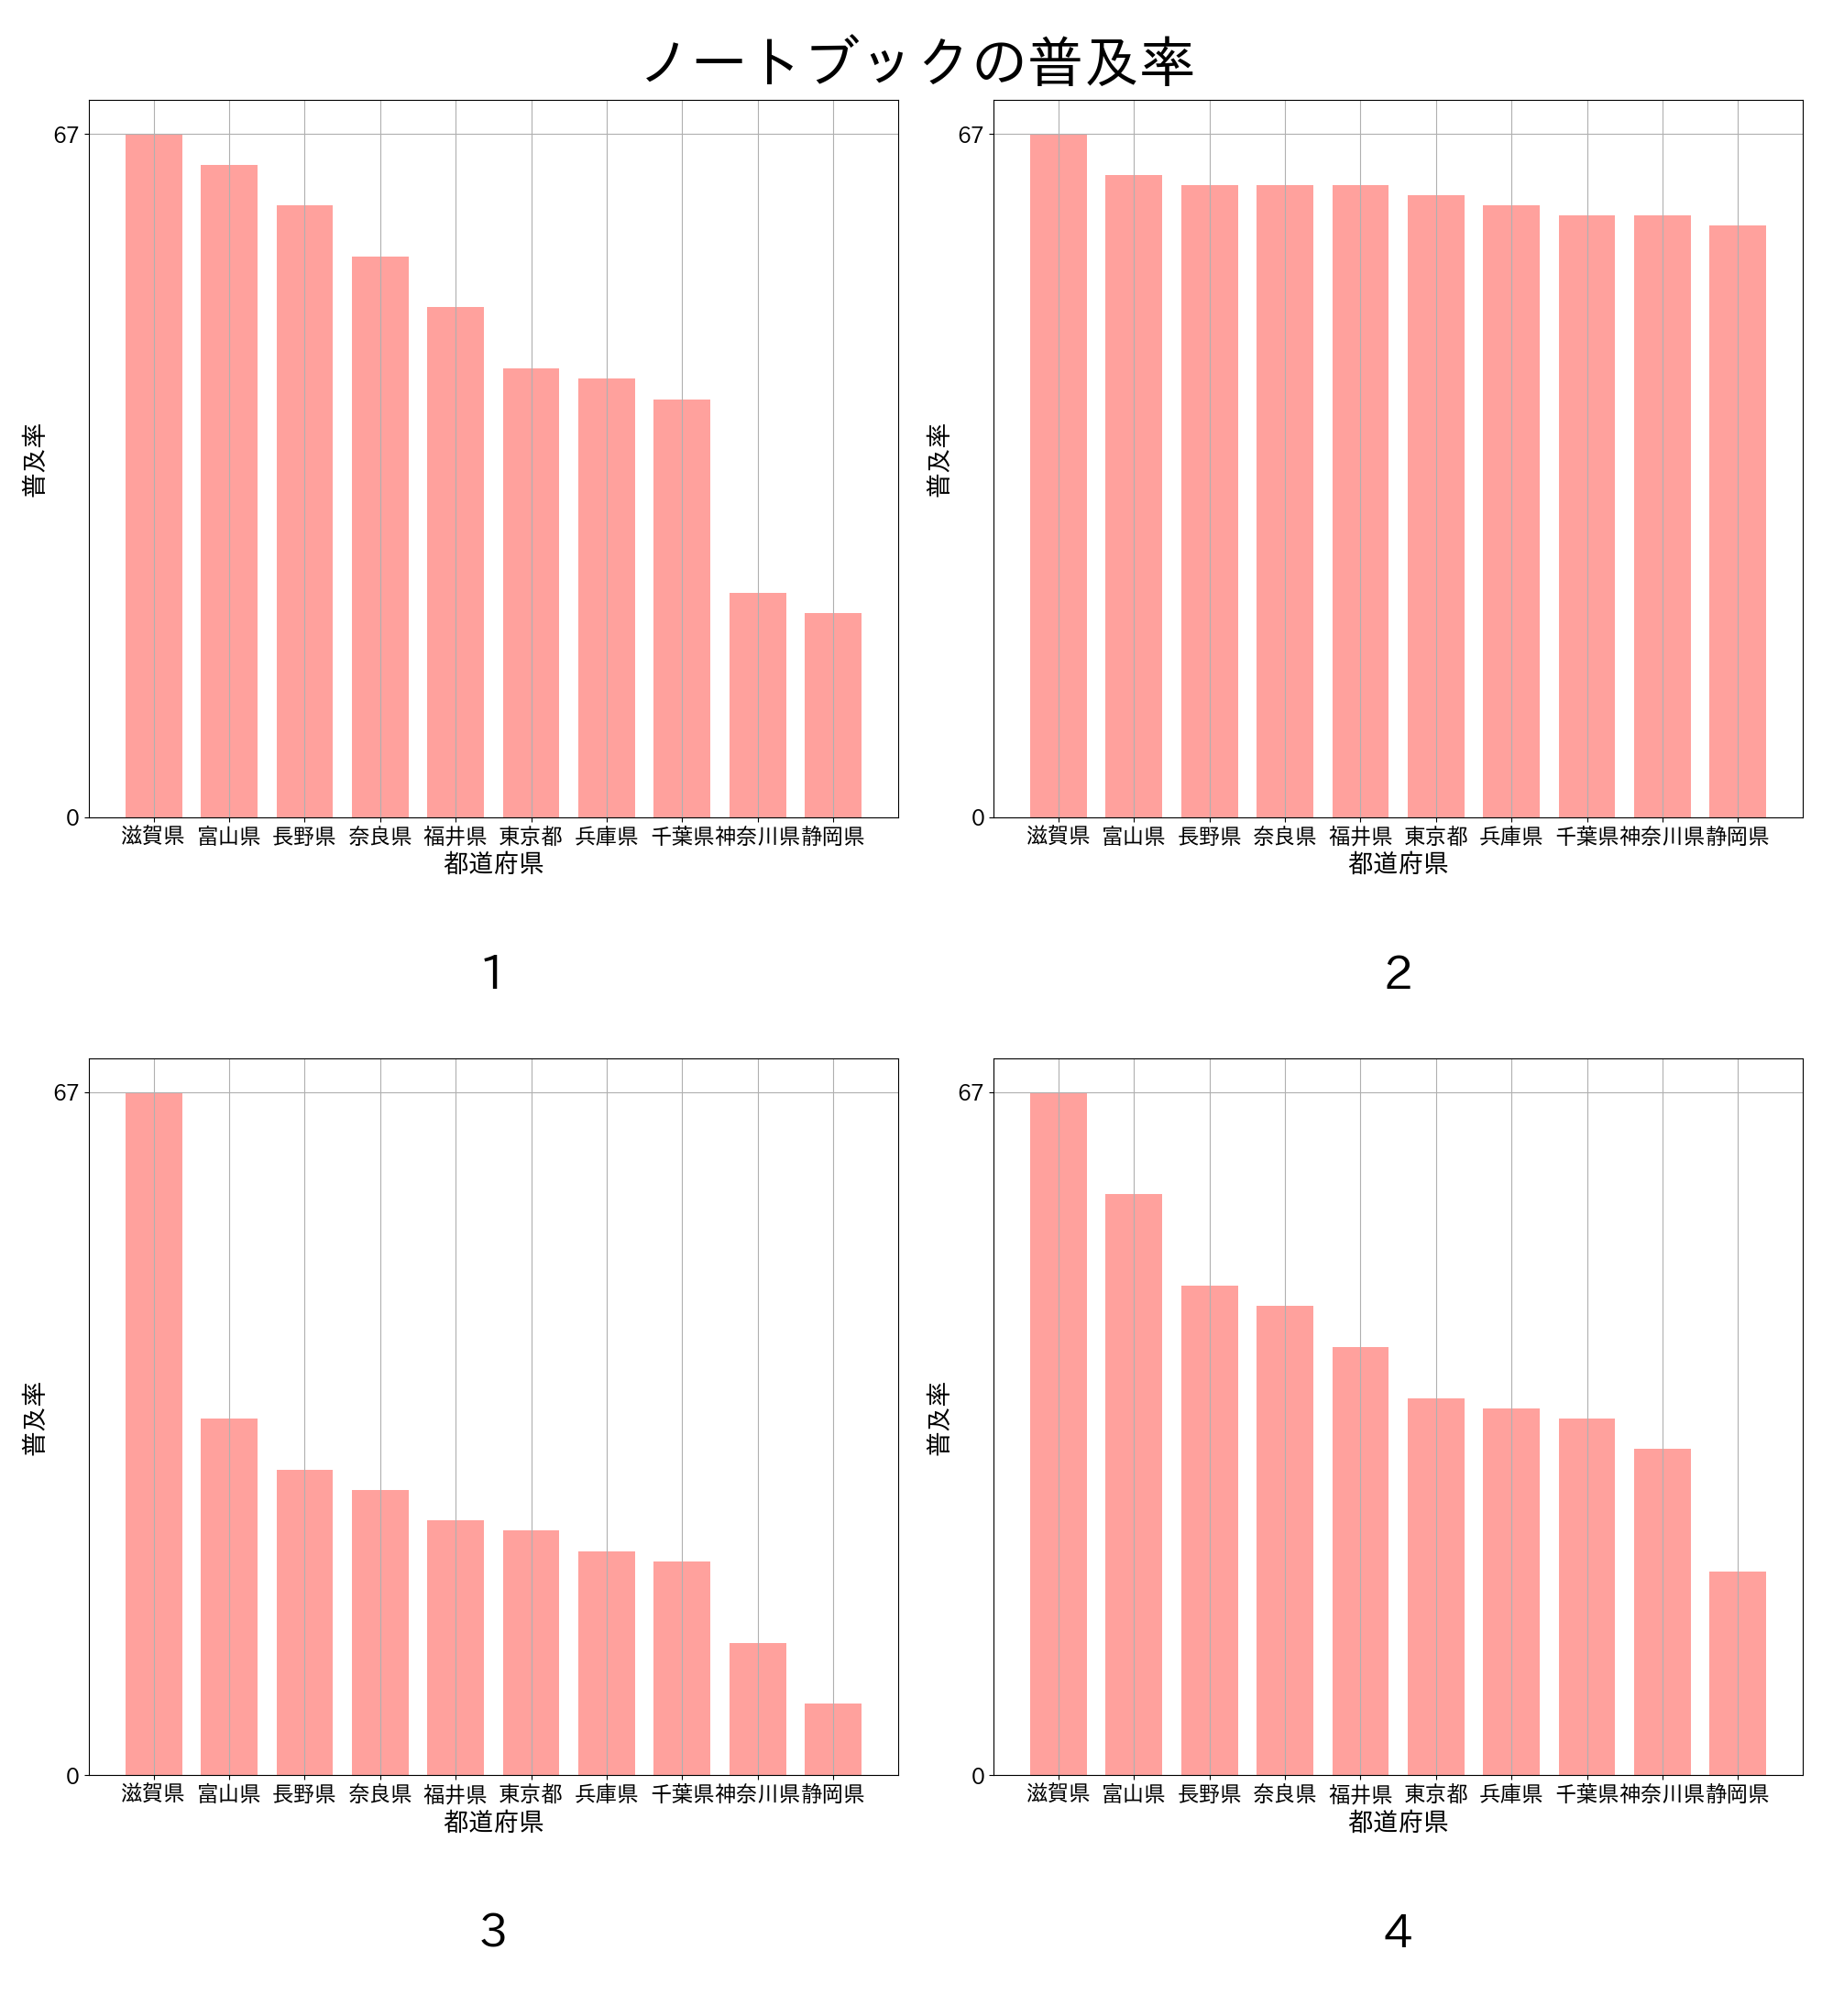 ノートブックの普及率
67
普及率
0
滋賀県 富山県 長野県 奈良県 福井県 東京都 兵庫県 千葉県 神奈川県 静岡県
都道府県
1
67
普及率
0
滋賀県 富山県 長野県 奈良県 福井県 東京都 兵庫県 千葉県 神奈川県 静岡県
都道府県
2
67
普及率
0
滋賀県 富山県 長野県 奈良県 福井県 東京都 兵庫県 千葉県 神奈川県 静岡県
都道府県
3
67
普及率
0
滋賀県 富山県 長野県 奈良県 福井県 東京都 兵庫県 千葉県 神奈川県 静岡県
都道府県
4